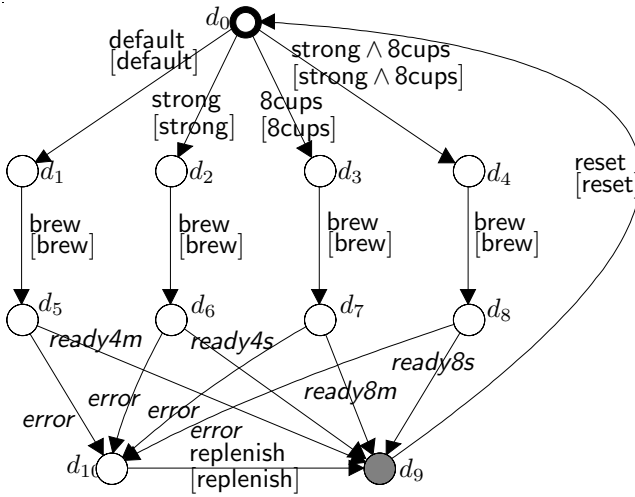 d0
default
[default]
strong ∧ 8cups
[strong ∧ 8cups]
strong
[strong]
8cups
[8cups]
reset
[reset]
d1
d2
d3
d4
brew
[brew]
brew
[brew]
brew
[brew]
brew
[brew]
d5
d6
d7
d8
ready4m
ready4s
ready8m
ready8s
error
error
error
error
replenish
[replenish]
d10
d9